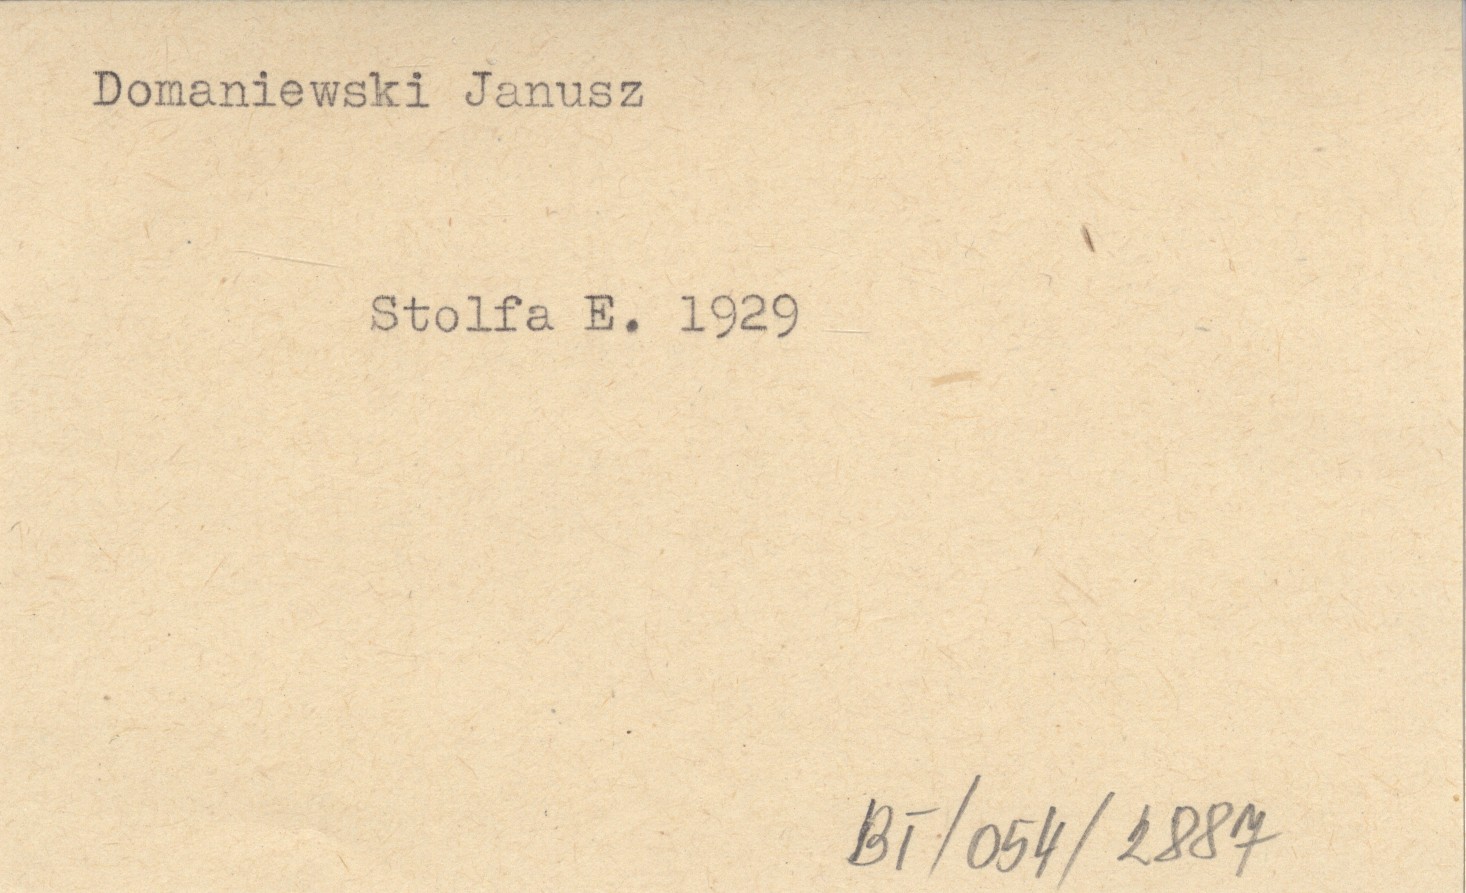 Domaniewski Janusz
Stolfa E. 1929
BI/054/2887